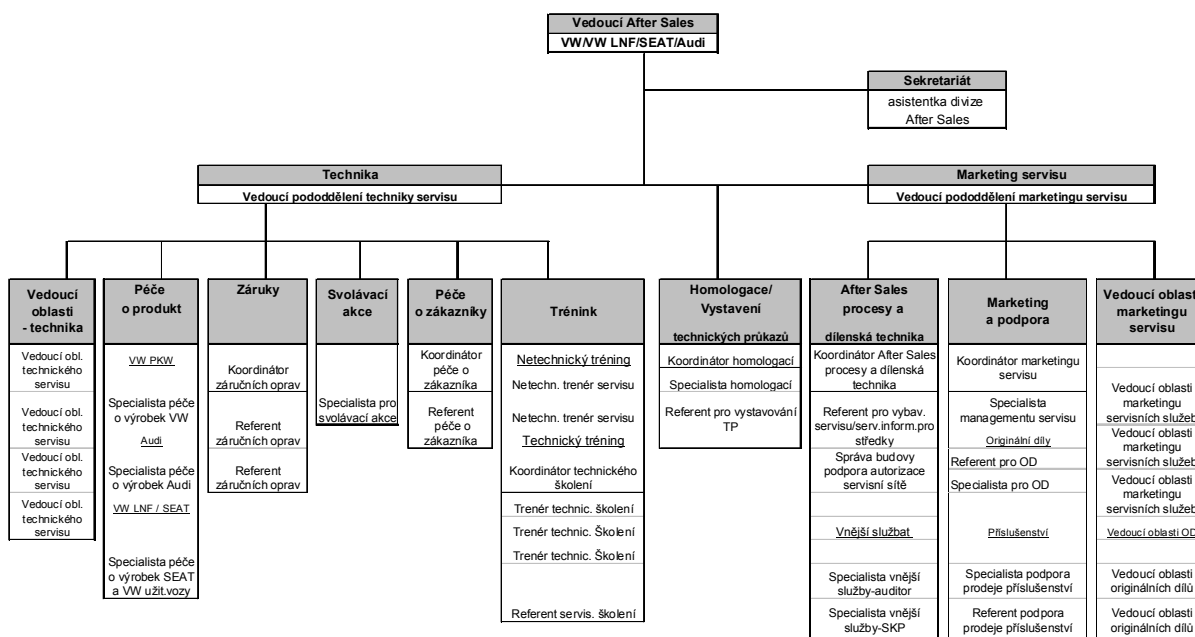 Vedoucí After Sales
VW/VW LNF/SEAT/Audi
Sekretariát
asistentka divize
After Sales
Technika
Vedoucí pododdělení techniky servisu
Marketing servisu
Vedoucí pododdělení marketingu servisu
Vedoucí
oblasti
- technika
Vedoucí obl.
technického
servisu
Vedoucí obl.
technického
servisu
Vedoucí obl.
technického
servisu
Vedoucí obl.
technického
servisu
Péče
o produkt
VW PKW
Specialista péče
o výrobek VW
Audi
Specialista péče
o výrobek Audi
VW LNF / SEAT
Specialista péče
o výrobek SEAT
a VW užit.vozy
Záruky
Koordinátor
záručních oprav
Referent
záručních oprav
Referent
záručních oprav
Svolávací
akce
Specialista pro
svolávací akce
Péče
o zákazníky
Koordinátor
péče o
zákazníka
Referent
péče o
zákazníka
Trénink
Netechnický tréning
Netechn. trenér servisu
Netechn. trenér servisu
Technický tréning
Koordinátor technického
školení
Trenér technic. školení
Trenér technic. Školení
Trenér technic. Školení
Referent servis. školení
Homologace/
Vystavení
technických průkazů
Koordinátor homologací
Specialista homologací
Referent pro vystavování
TP
After Sales
procesy a
dílenská technika
Koordinátor After Sales
procesy a dílenská
technika
Referent pro vybav.
servisu/serv.inform.pro
středky
Správa budovy
podpora autorizace
servisní sítě
Vnější službat
Specialista vnější
služby-auditor
Specialista vnější
služby-SKP
Marketing
a podpora
Koordinátor marketingu
servisu
Specialista
managementu servisu
Originální díly
Referent pro OD
Specialista pro OD
Příslušenství
Specialista podpora
prodeje příslušenství
Referent podpora
prodeje příslušenství
Vedoucí oblasti
marketingu
servisu
Vedoucí oblasti
marketingu
servisních služeb
Vedoucí oblasti
marketingu
servisních služeb
Vedoucí oblasti
marketingu
servisních služeb
Vedoucí oblasti OD
Vedoucí oblasti
originálních dílů
Vedoucí oblasti
originálních dílů